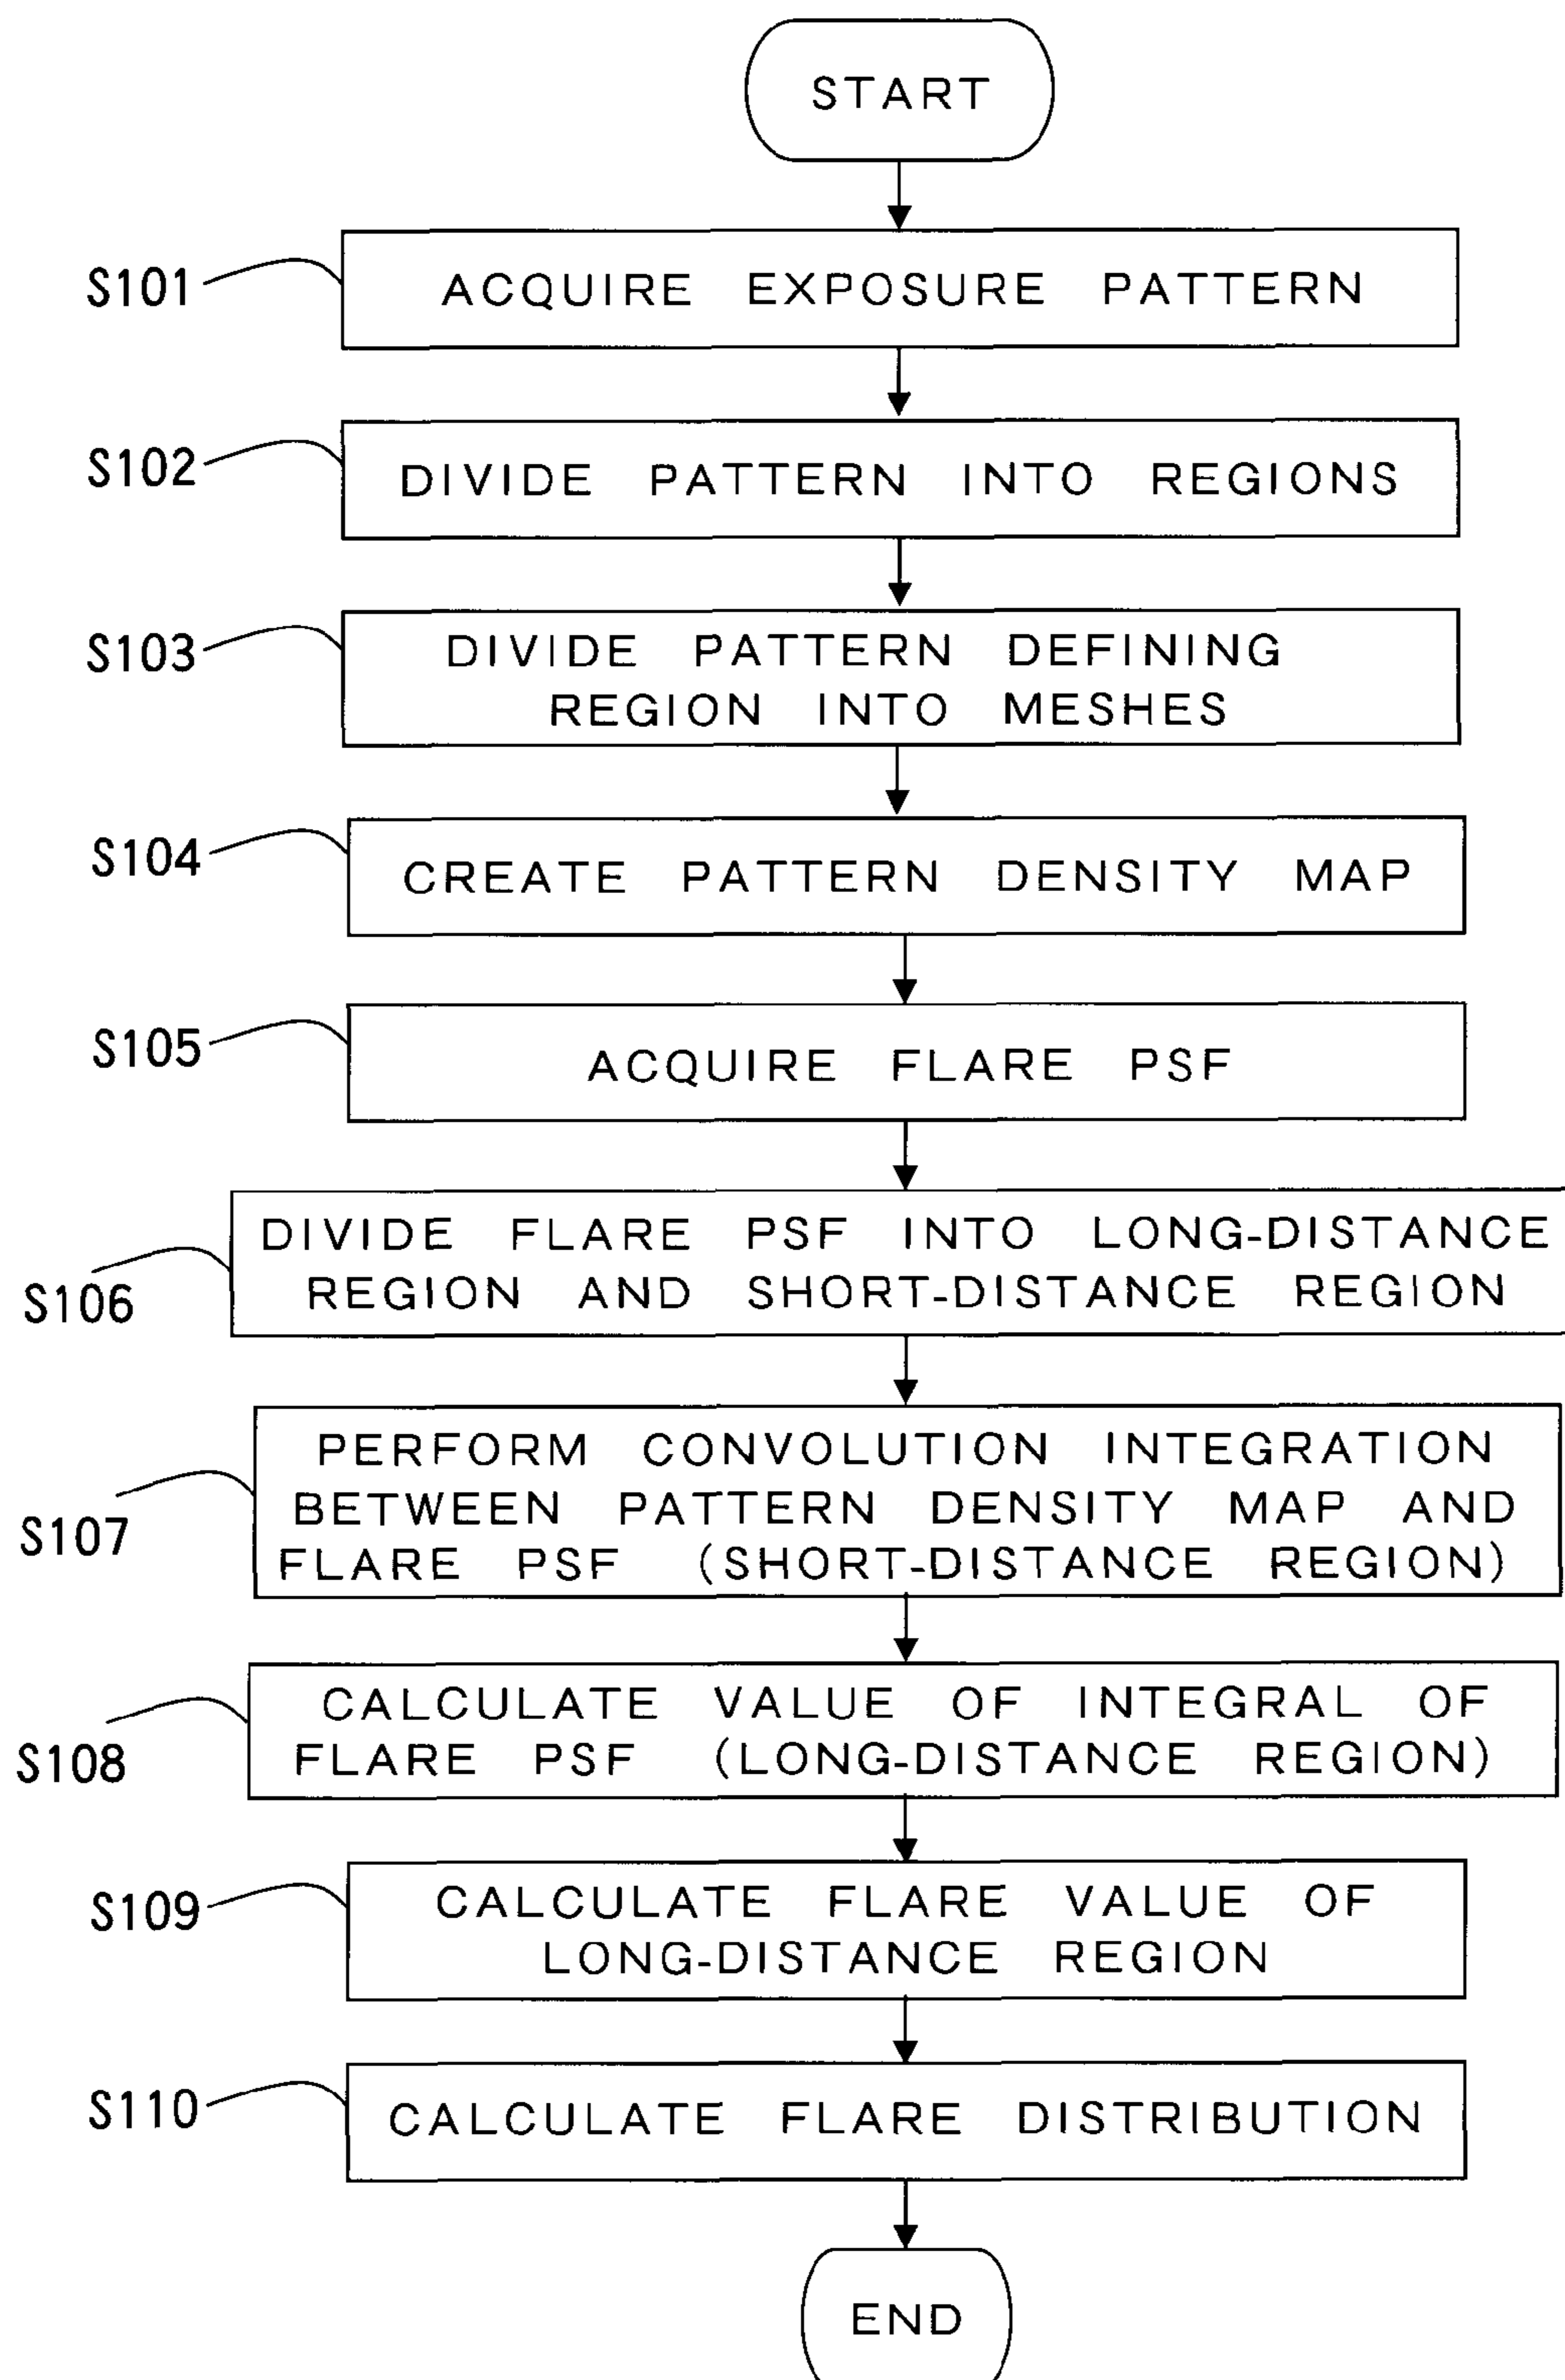 START
S101
ACQUIRE EXPOSURE PATTERN
S102
DIVIDE PATTERN INTO REGIONS
S103
DIVIDE PATTERN DEFINING
REGION INTO MESHES
S104
CREATE PATTERN DENSITY MAP
S105
ACQUIRE FLARE PSF
S106
DIVIDE FLARE PSF INTO LONG-DISTANCE
REGION AND SHORT-DISTANCE REGION
S107
PERFORM CONVOLUTION INTEGRATION
BETWEEN PATTERN DENSITY MAP AND
FLARE PSF (SHORT-DISTANCE REGION)
S108
CALCULATE VALUE OF INTEGRAL OF
FLARE PSF (LONG-DISTANCE REGION)
S109
CALCULATE FLARE VALUE OF
LONG-DISTANCE REGION
S110
CALCULATE FLARE DISTRIBUTION
END